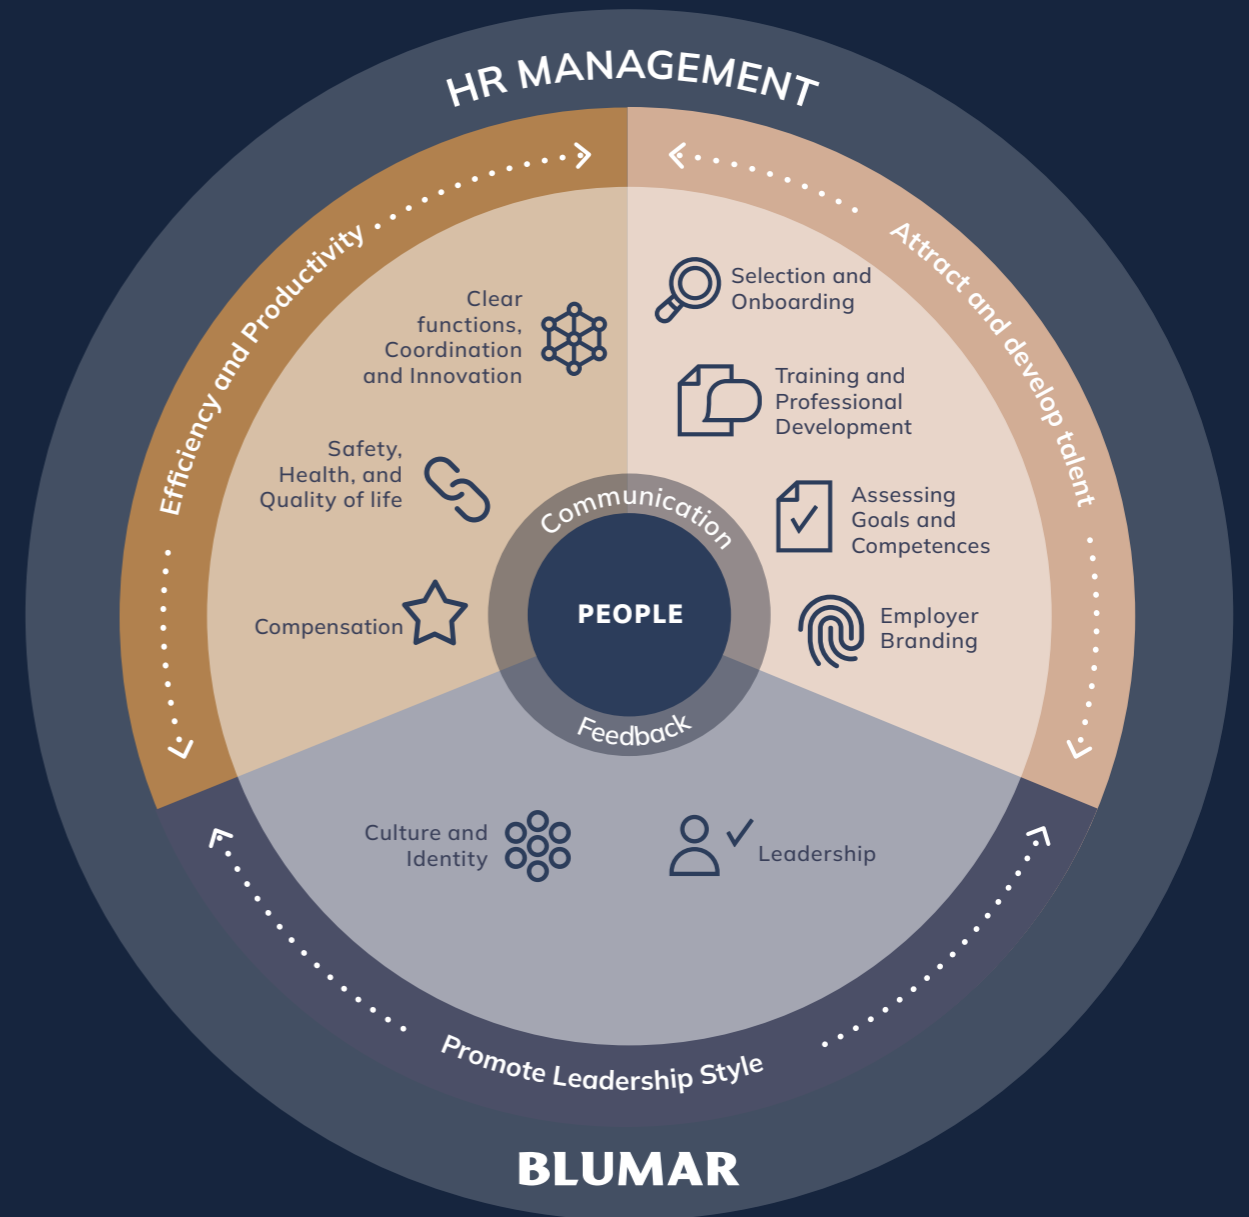 HR MANAGEMENT
Efficiency and Productivity
Attract and develop talent
Clear
functions,
Coordination
and Innovation
Safety,
Health, and
Quality of life
Compensation
Selection and
Onboarding
Training and
Professional
Development
Assessing
Goals and
Competences
Employer
Branding
Communication
PEOPLE
Feedback
Culture and
Identity
Leadership
Promote Leadership Style
BLUMAR